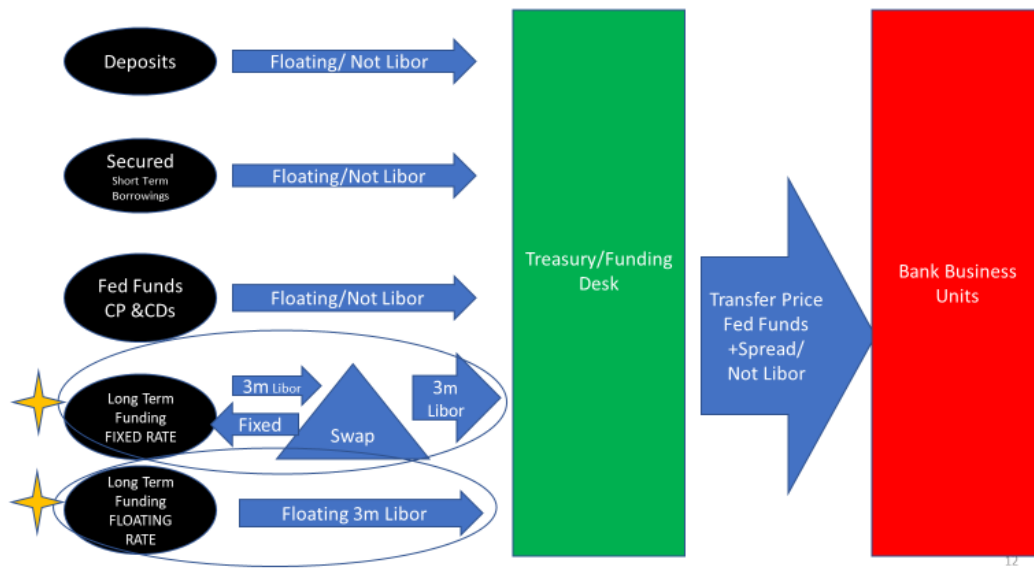 Deposits
Floating/ Not Libor
Secured
Short Term
Borrowings
Floating/Not Libor
Fed Funds
CP &CDs
Floating/Not Libor
Long Term
Funding
FIXED RATE
3m Libor
Fixed
Swap
3m
Libor
Long Term
Funding
FLOATING
RATE
Floating 3m Libor
Treasury/Funding
Desk
Transfer Price
Fed Funds
+Spread/
Not Libor
Bank Business
Units
12